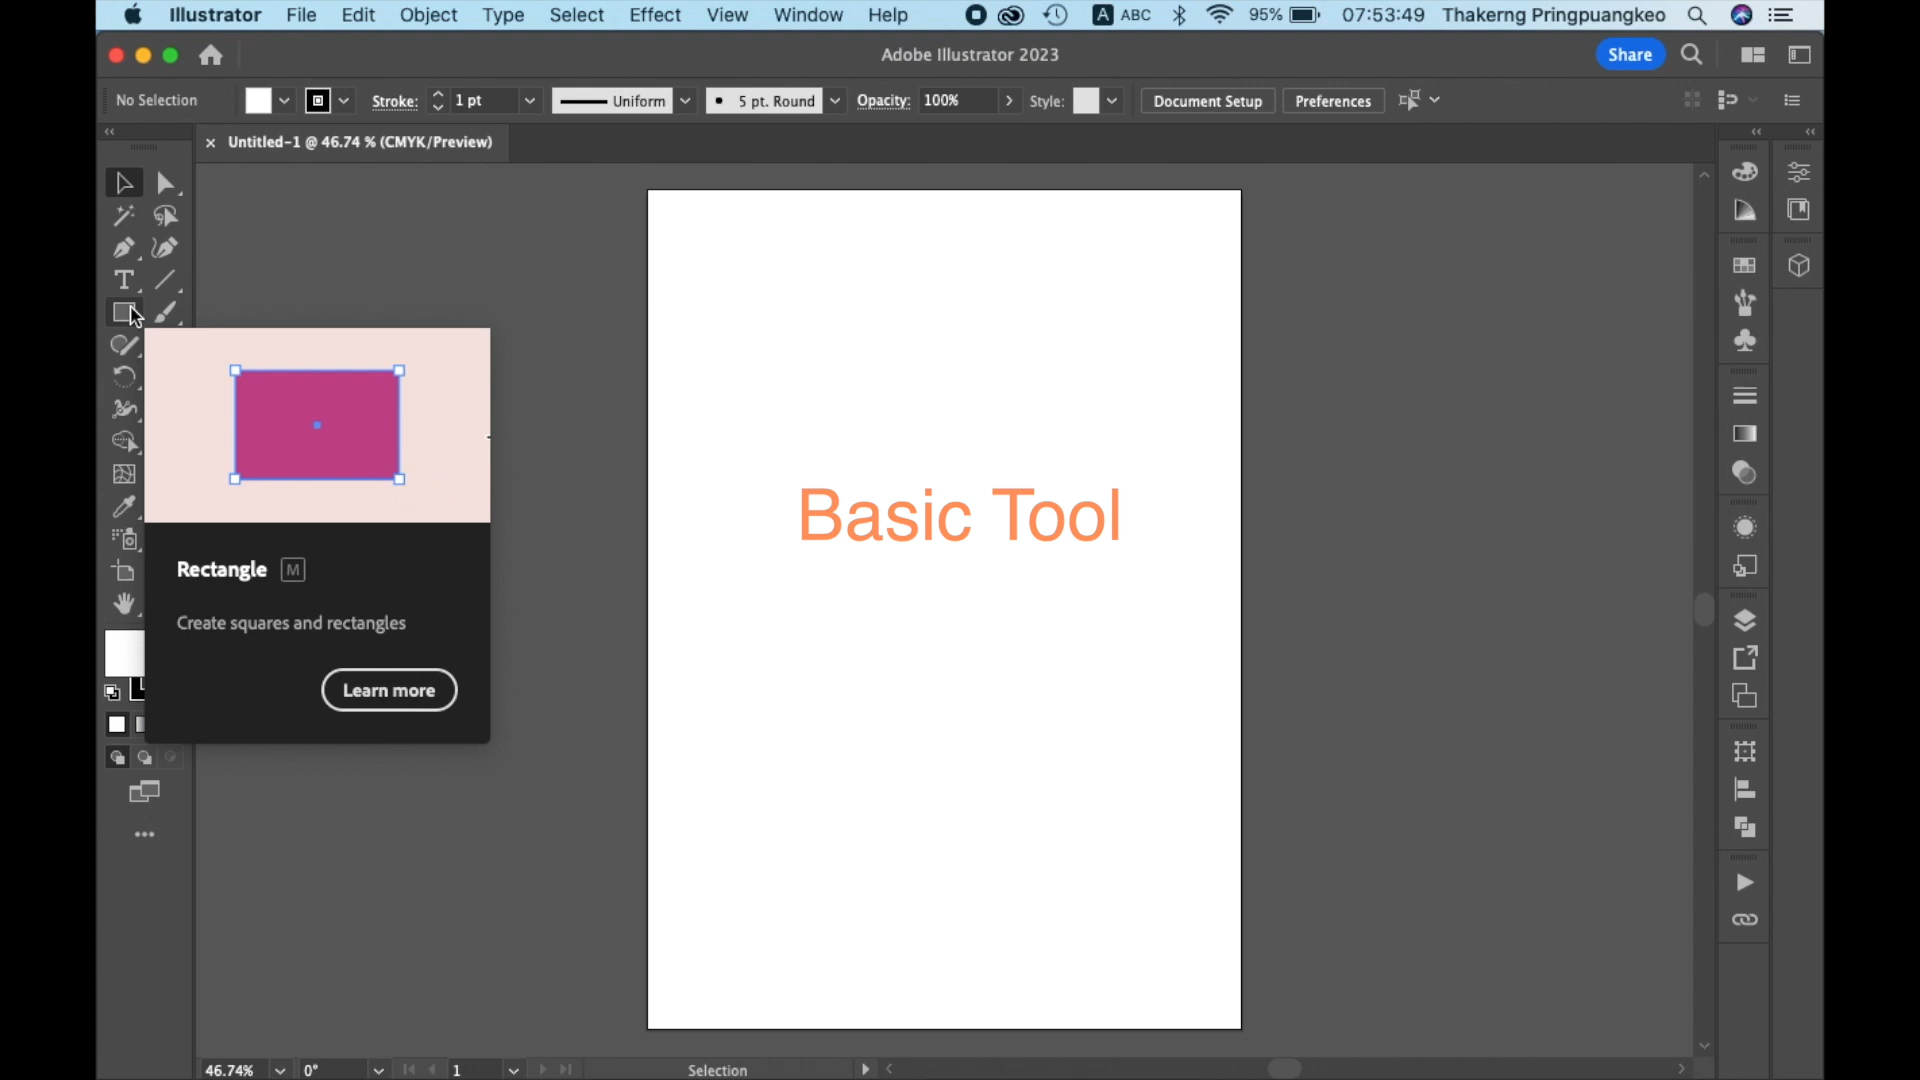 Illustrator File Edit Object Type Select Effect View Window Help A ABC 95% 07:53:49 Thakerng Pringpuangkeo
Adobe Illustrator 2023 Share
No Selection Stroke: 1 pt Uniform 5 pt. Round Opacity: 100% Style: Document Setup Preferences
Untitled-1 @ 46.74 % (CMYK/Preview)
Basic Tool
Rectangle M
Create squares and rectangles
Learn more
46.74% 0° 1 Selection